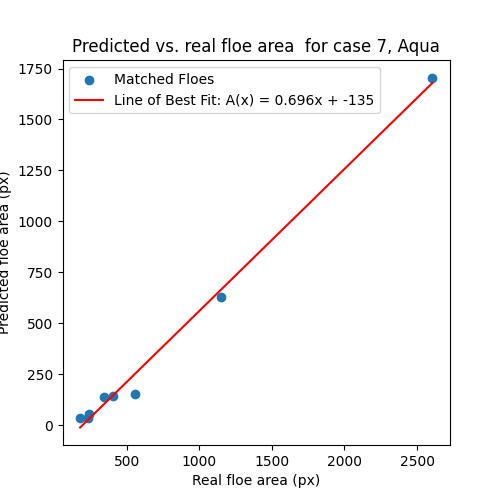 Predicted vs. real floe area  for case 7, Aqua
Matched Floes
Line of Best Fit: A(x) = 0.696x + -135
1750
1500
1250
1000
750
500
250
0
Predicted floe area (px)
500
1000
1500
2000
2500
Real floe area (px)